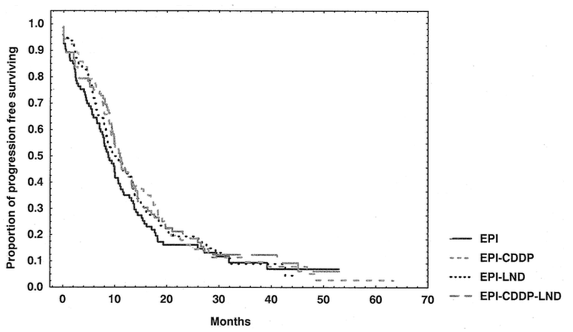 Proportion of progression free surviving
1.0
0.9
0.8
0.7
0.6
0.5
0.4
0.3
0.2
0.1
0.0
0 10 20 30 40 50 60 70
Months
EPI
EPI-CDDP
EPI-LND
EPI-CDDP-LND